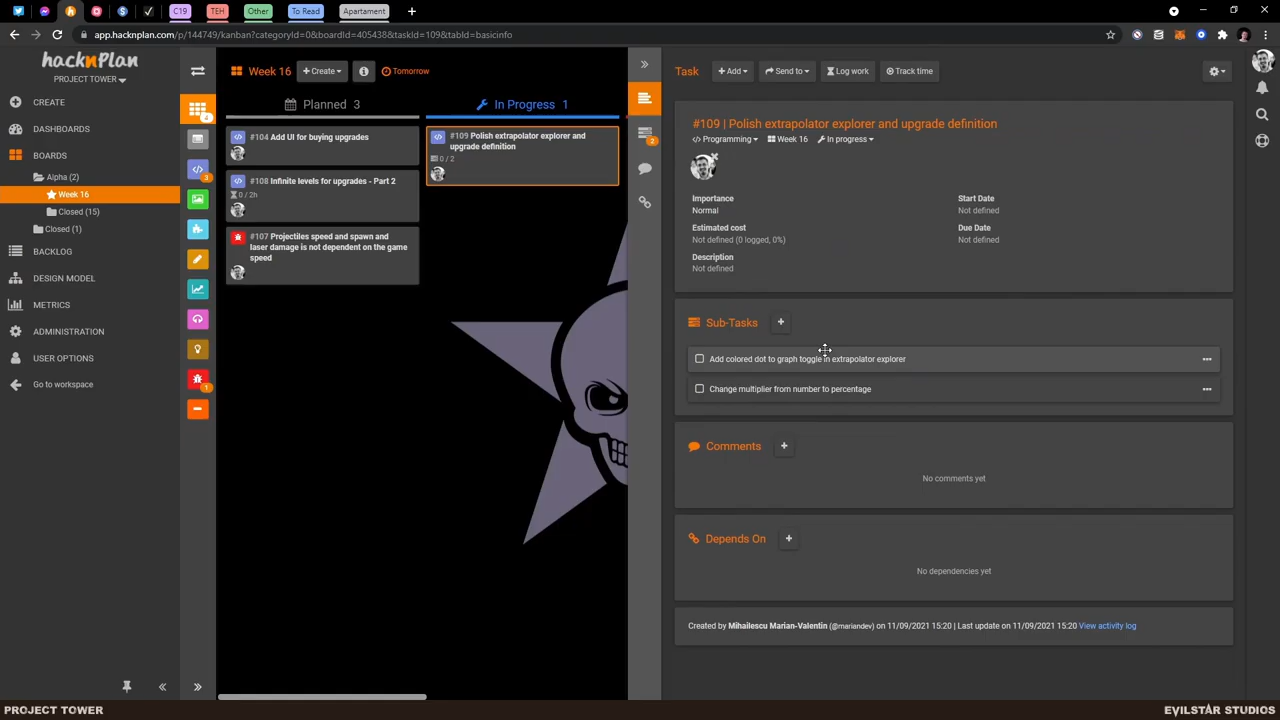 C19
TEH
Other
To Read
Apartament
app.hacknplan.com/p/144749/kanban?categoryId=0&boardId=405438&taskId=109&tabId=basicinfo
hacknPlan
PROJECT TOWER
CREATE
DASHBOARDS
BOARDS
Alpha (2)
Week 16
Closed (15)
Closed (1)
BACKLOG
DESIGN MODEL
METRICS
ADMINISTRATION
USER OPTIONS
Go to workspace
4
3
1
Week 16
+ Create
Tomorrow
Planned 3
#104 Add UI for buying upgrades
#108 Infinite levels for upgrades - Part 2
0 / 2h
#107 Projectiles speed and spawn and
laser damage is not dependent on the game
speed
In Progress 1
#109 Polish extrapolator explorer and
upgrade definition
0 / 2
2
Task
+ Add
Send to
Log work
Track time
#109 | Polish extrapolator explorer and upgrade definition
Programming
Week 16
In progress
Importance
Normal
Start Date
Not defined
Estimated cost
Not defined (0 logged, 0%)
Due Date
Not defined
Description
Not defined
Sub-Tasks +
Add colored dot to graph toggle in extrapolator explorer
Change multiplier from number to percentage
Comments +
No comments yet
Depends On +
No dependencies yet
Created by Mihailescu Marian-Valentin (@mariandev) on 11/09/2021 15:20 | Last update on 11/09/2021 15:20 View activity log
PROJECT TOWER
EVILSTAR STUDIOS